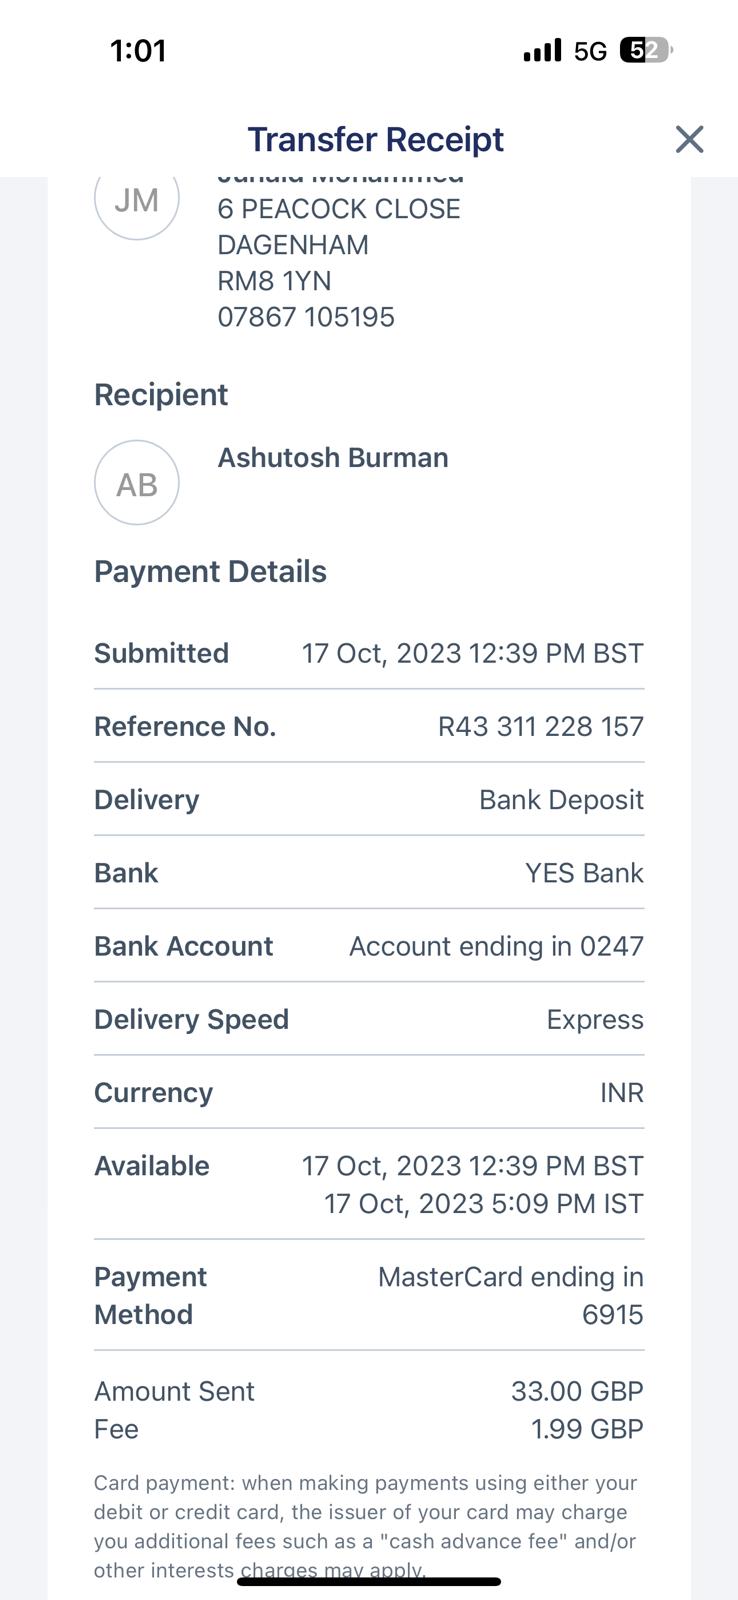 1:01
5G 52
Transfer Receipt
JM
Junaid Mohammed
6 PEACOCK CLOSE
DAGENHAM
RM8 1YN
07867 105195
Recipient
AB
Ashutosh Burman
Payment Details
Submitted 17 Oct, 2023 12:39 PM BST
Reference No. R43 311 228 157
Delivery Bank Deposit
Bank YES Bank
Bank Account Account ending in 0247
Delivery Speed Express
Currency INR
Available 17 Oct, 2023 12:39 PM BST
17 Oct, 2023 5:09 PM IST
Payment MasterCard ending in
Method 6915
Amount Sent 33.00 GBP
Fee 1.99 GBP
Card payment: when making payments using either your
debit or credit card, the issuer of your card may charge
you additional fees such as a "cash advance fee" and/or
other interests charges may apply.